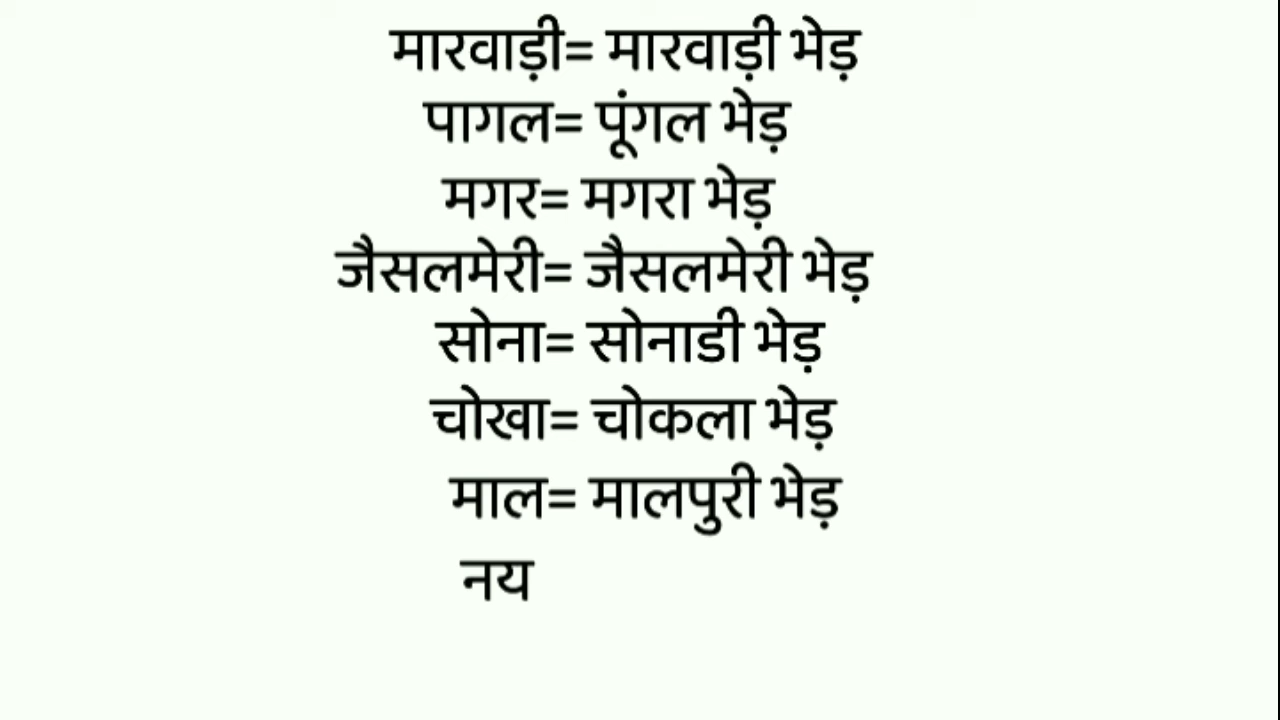 मारवाड़ी= मारवाड़ी भेड़
पागल= पूंगल भेड़
मगर= मगरा भेड़
जैसलमेरी= जैसलमेरी भेड़
सोना= सोनाडी भेड़
चोखा= चोकला भेड़
माल= मालपुरी भेड़
नय